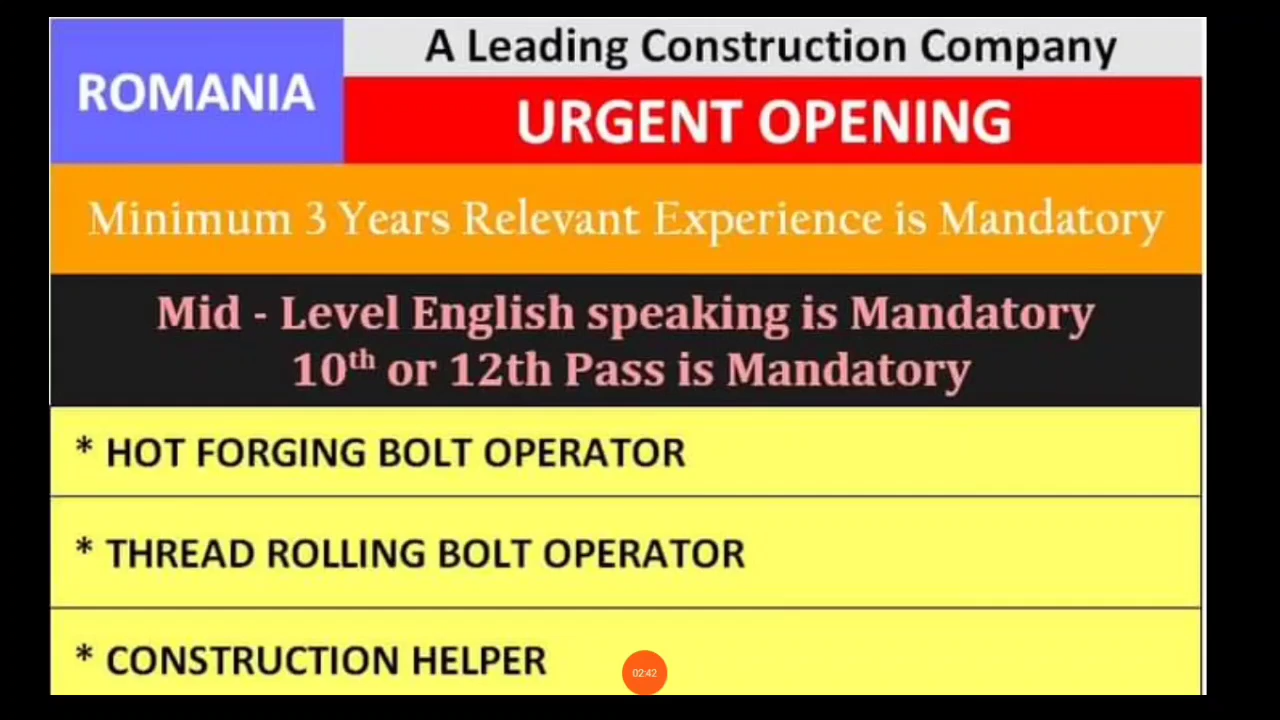 ROMANIA
A Leading Construction Company
URGENT OPENING
Minimum 3 Years Relevant Experience is Mandatory
Mid - Level English speaking is Mandatory
10th or 12th Pass is Mandatory
* HOT FORGING BOLT OPERATOR
* THREAD ROLLING BOLT OPERATOR
* CONSTRUCTION HELPER
02:42